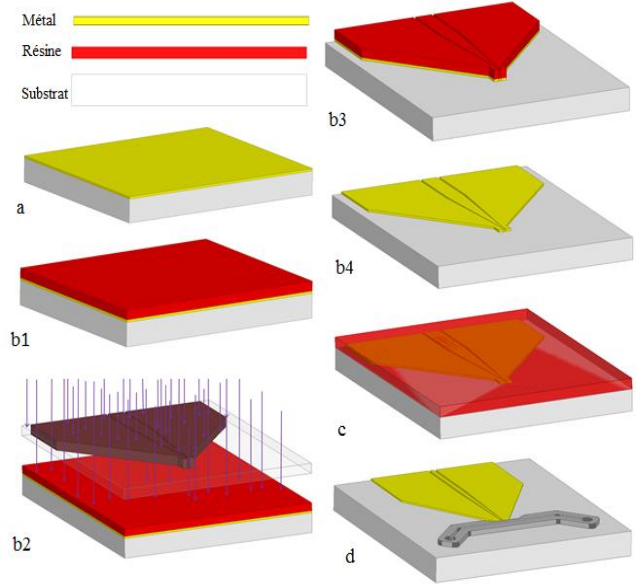 Métal
Résine
Substrat
a
b1
b2
b3
b4
c
d